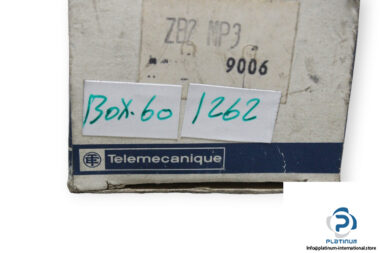 ZB2 MP3
9006
BOX.60
1262
Telemecanique
PLATINUM
info@platinum-international.store